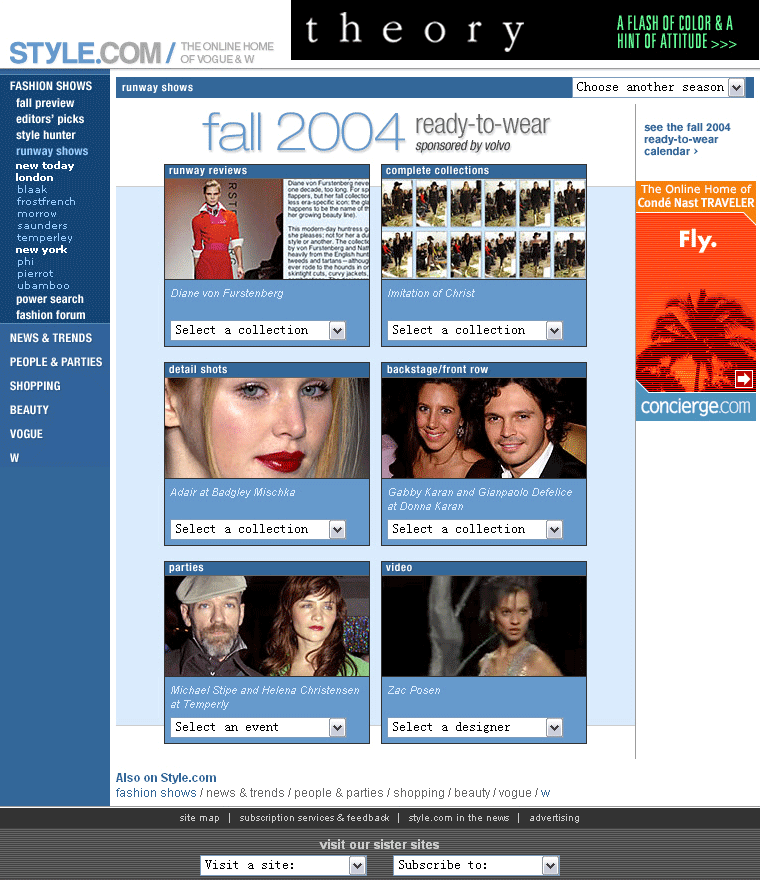 STYLE.COM / THE ONLINE HOME
OF VOGUE & W
theory
A FLASH OF COLOR & A
HINT OF ATTITUDE >>>
FASHION SHOWS
fall preview
editors' picks
style hunter
runway shows
new today
london
blaak
frostfrench
morrow
saunders
temperley
new york
phi
pierrot
ubamboo
power search
fashion forum
NEWS & TRENDS
PEOPLE & PARTIES
SHOPPING
BEAUTY
VOGUE
W
runway shows
Choose another season
fall 2004 ready-to-wear
sponsored by volvo
see the fall 2004
ready-to-wear
calendar ›
runway reviews
Diane von Furstenberg neve
one decade, too long. For sp
flappers, but her fall collection
less era-specific icon: the gla
happens to be the name of th
her growing beauty line).
This modern-day huntress ga
she pleases: not for her a du
style or another. The collectio
by von Furstenberg and Nath
heavily from the English
tweeds and tartans—althoug
ever rode to the hounds in or
skintight cuts, curvy jackets,
Diane von Furstenberg
Select a collection
complete collections
Imitation of Christ
Select a collection
The Online Home of
Condé Nast TRAVELER
Fly.
concierge.com
detail shots
Adair at Badgley Mischka
Select a collection
backstage/front row
Gabby Karan and Gianpaolo Defelice
at Donna Karan
Select a collection
parties
Michael Stipe and Helena Christensen
at Temperly
Select an event
video
Zac Posen
Select a designer
Also on Style.com
fashion shows / news & trends / people & parties / shopping / beauty / vogue / w
site map | subscription services & feedback | style.com in the news | advertising
visit our sister sites
Visit a site:
Subscribe to: